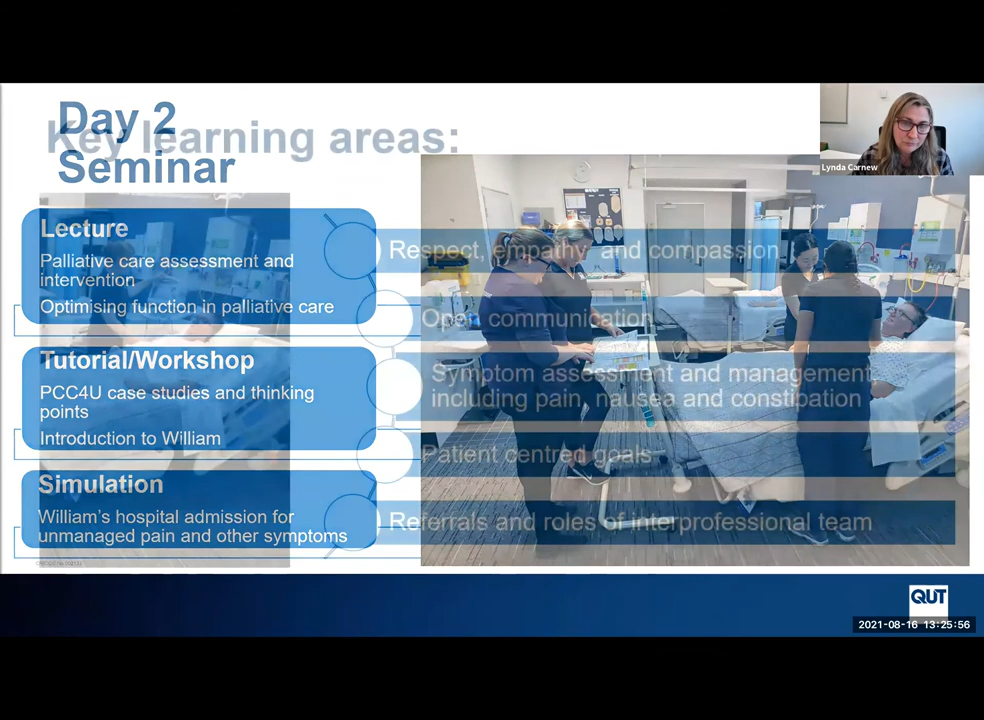 Day 2
Seminar
Key learning areas:
Lynda Carnew
Lecture
Palliative care assessment and
intervention
Optimising function in palliative care
Tutorial/Workshop
PCC4U case studies and thinking
points
Introduction to William
Simulation
William's hospital admission for
unmanaged pain and other symptoms
Respect, empathy, and compassion
Open communication
Symptom assessment and management
including pain, nausea and constipation
Patient centred goals
Referrals and roles of interprofessional team
QUT
2021-08-16 13:25:56